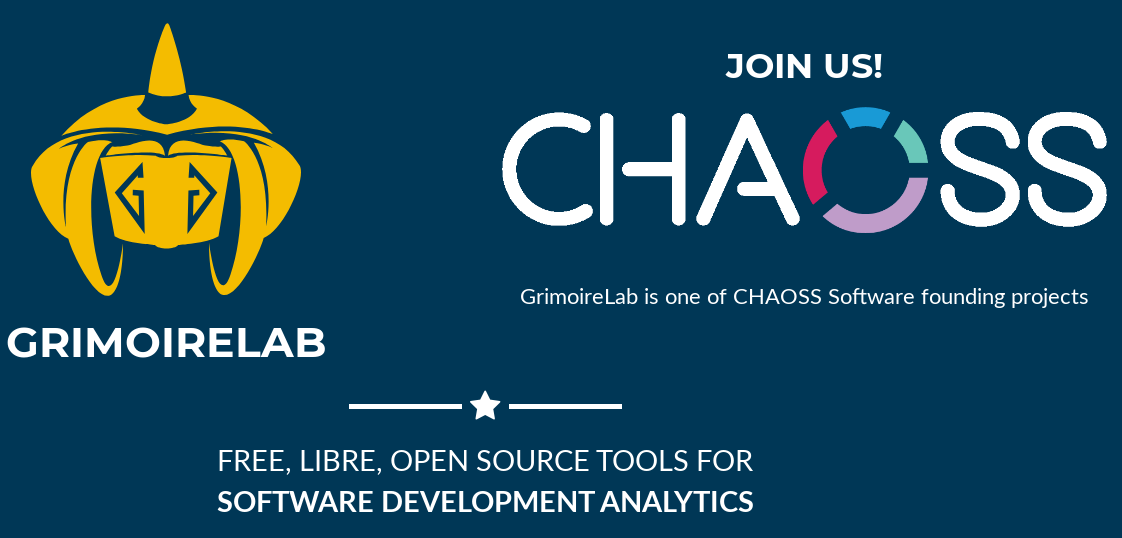 JOIN US!
CHAOSS
GrimoireLab is one of CHAOSS Software founding projects
GRIMOIRELAB
FREE, LIBRE, OPEN SOURCE TOOLS FOR
SOFTWARE DEVELOPMENT ANALYTICS